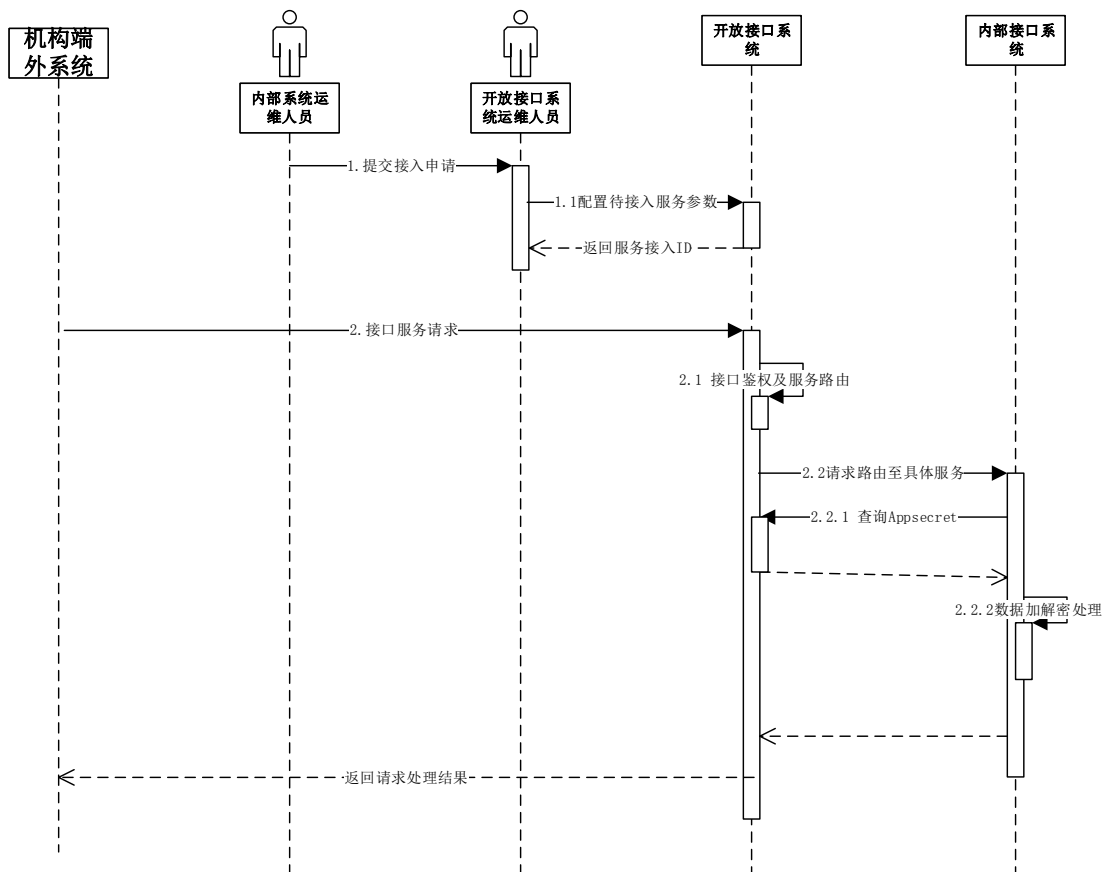 机构端
外系统
内部系统运
维人员
开放接口系
统运维人员
开放接口系
统
内部接口系
统
1.提交接入申请
1.1配置待接入服务参数
返回服务接入ID
2.接口服务请求
2.1 接口鉴权及服务路由
2.2请求路由至具体服务
2.2.1 查询Appsecret
2.2.2数据加解密处理
返回请求处理结果